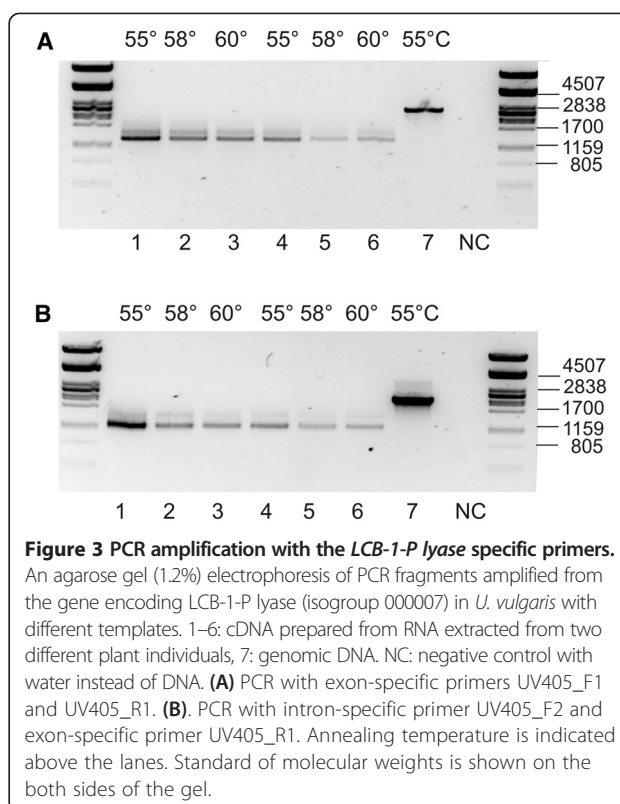 A
55° 58° 60° 55° 58° 60° 55°C
4507
2838
1700
1159
805
1 2 3 4 5 6 7 NC
B
55° 58° 60° 55° 58° 60° 55°C
4507
2838
1700
1159
805
1 2 3 4 5 6 7 NC
Figure 3 PCR amplification with the LCB-1-P lyase specific primers.
An agarose gel (1.2%) electrophoresis of PCR fragments amplified from
the gene encoding LCB-1-P lyase (isogroup 000007) in U. vulgaris with
different templates. 1–6: cDNA prepared from RNA extracted from two
different plant individuals, 7: genomic DNA. NC: negative control with
water instead of DNA. (A) PCR with exon-specific primers UV405_F1
and UV405_R1. (B). PCR with intron-specific primer UV405_F2 and
exon-specific primer UV405_R1. Annealing temperature is indicated
above the lanes. Standard of molecular weights is shown on the
both sides of the gel.